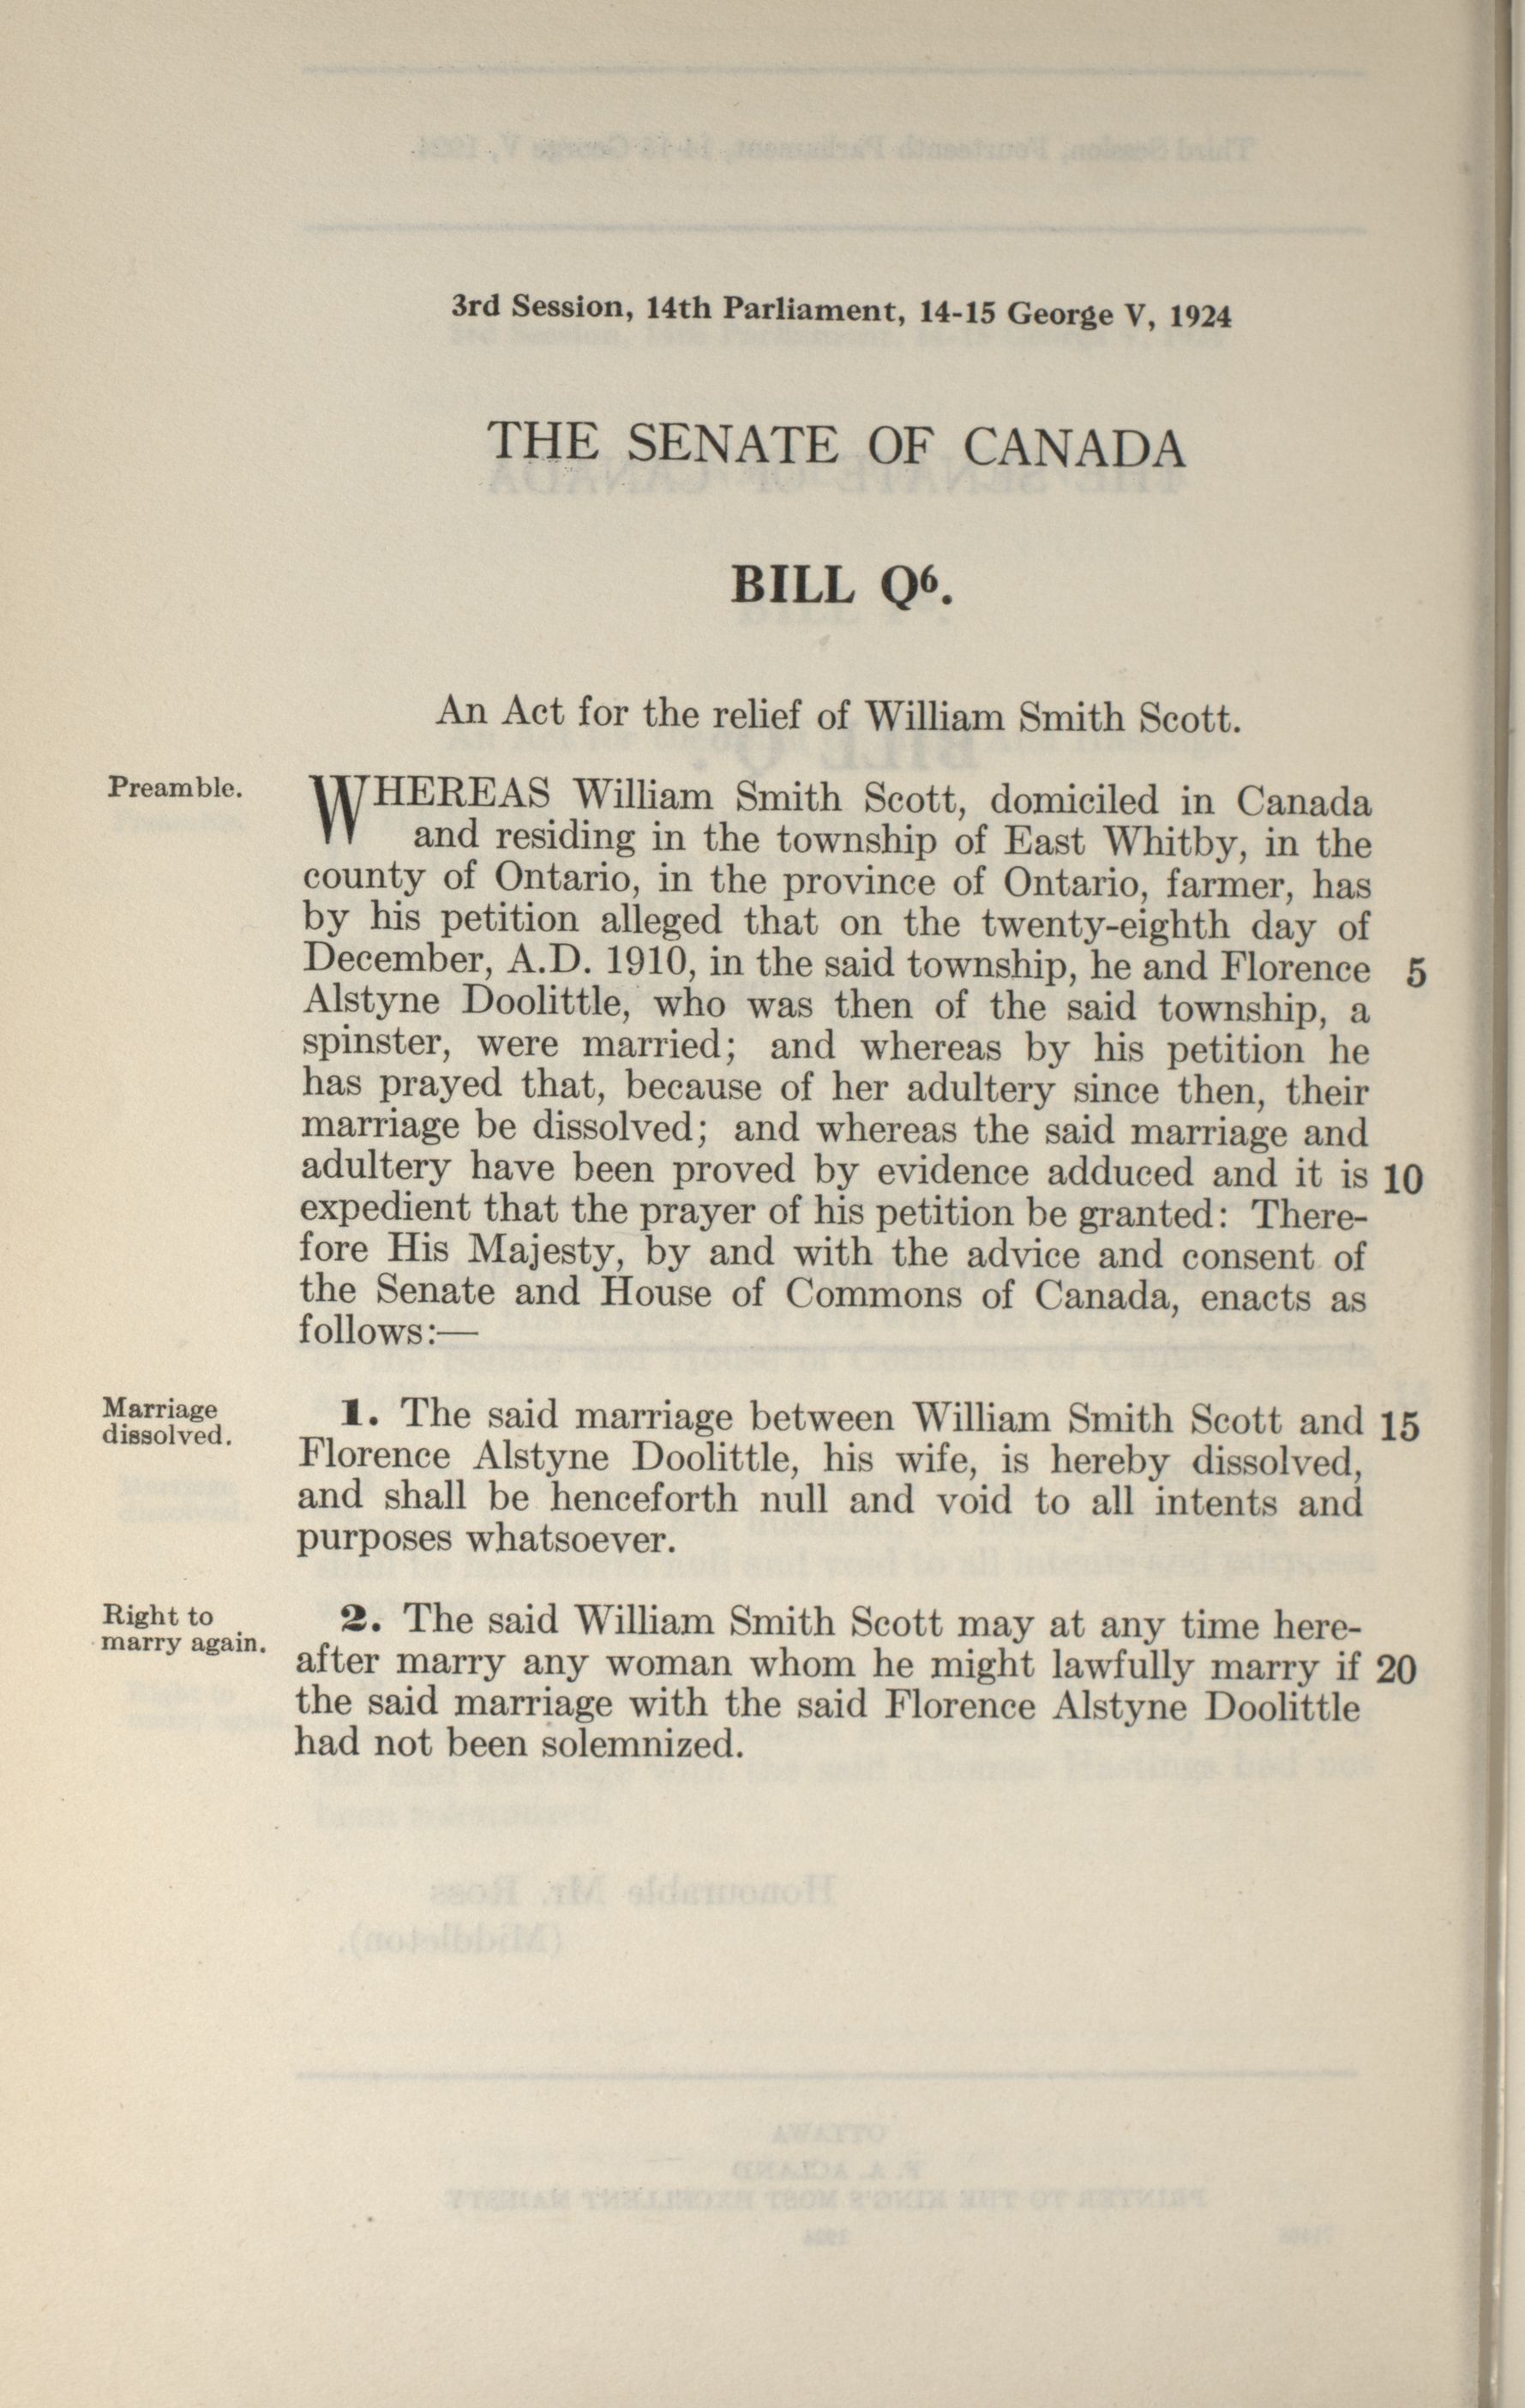 3rd Session, 14th Parliament, 14-15 George V, 1924
THE SENATE OF CANADA
BILL Q⁶.
An Act for the relief of William Smith Scott.
Preamble.
WHEREAS William Smith Scott, domiciled in Canada
and residing in the township of East Whitby, in the
county of Ontario, in the province of Ontario, farmer, has
by his petition alleged that on the twenty-eighth day of
December, A.D. 1910, in the said township, he and Florence 5
Alstyne Doolittle, who was then of the said township, a
spinster, were married; and whereas by his petition he
has prayed that, because of her adultery since then, their
marriage be dissolved; and whereas the said marriage and
adultery have been proved by evidence adduced and it is 10
expedient that the prayer of his petition be granted: There-
fore His Majesty, by and with the advice and consent of
the Senate and House of Commons of Canada, enacts as
follows:—
Marriage
dissolved.
1. The said marriage between William Smith Scott and 15
Florence Alstyne Doolittle, his wife, is hereby dissolved,
and shall be henceforth null and void to all intents and
purposes whatsoever.
Right to
marry again.
2. The said William Smith Scott may at any time here-
after marry any woman whom he might lawfully marry if 20
the said marriage with the said Florence Alstyne Doolittle
had not been solemnized.